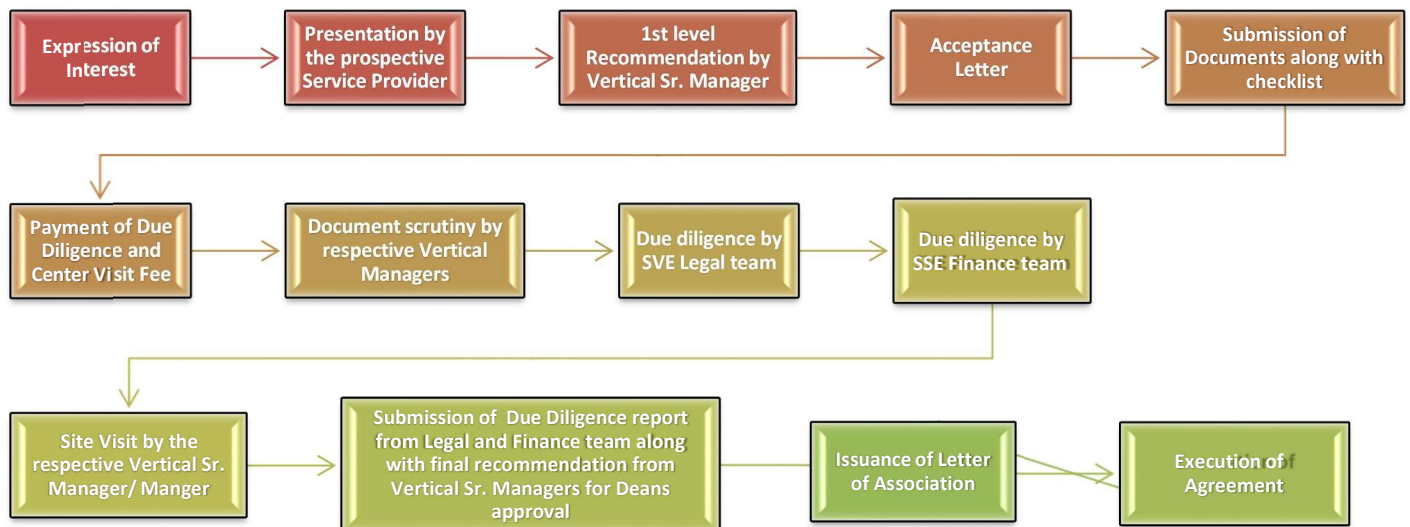 Expression of
Interest
Presentation by
the prospective
Service Provider
1st level
Recommendation by
Vertical Sr. Manager
Acceptance
Letter
Submission of
Documents along with
checklist
Payment of Due
Diligence and
Center Visit Fee
Document scrutiny by
respective Vertical
Managers
Due diligence by
SVE Legal team
Due diligence by
SSE Finance team
Site Visit by the
respective Vertical Sr.
Manager/ Manger
Submission of Due Diligence report
from Legal and Finance team along
with final recommendation from
Vertical Sr. Managers for Deans
approval
Issuance of Letter
of Association
Execution of
Agreement